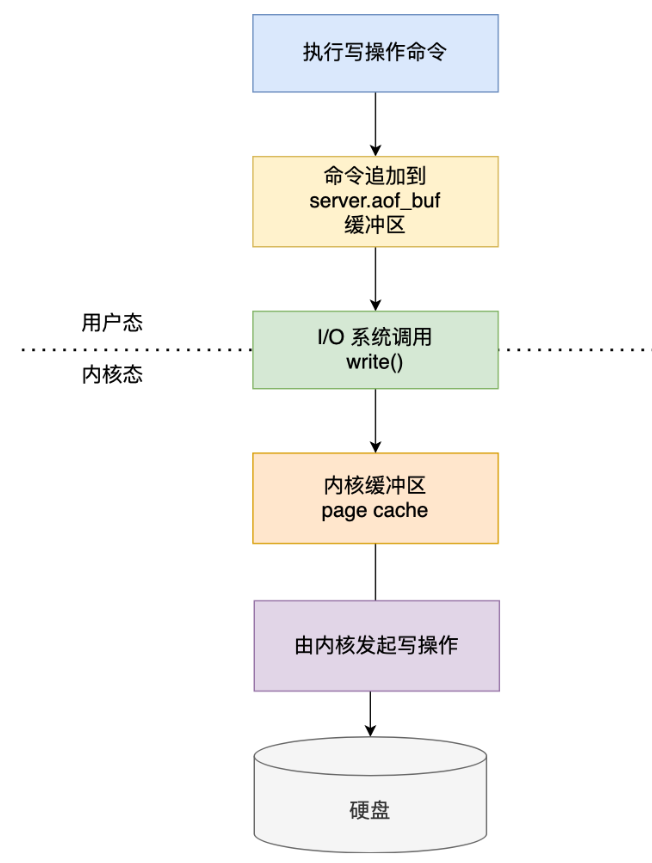 执行写操作命令
命令追加到
server.aof_buf
缓冲区
用户态
I/O 系统调用
write()
内核态
内核缓冲区
page cache
由内核发起写操作
硬盘